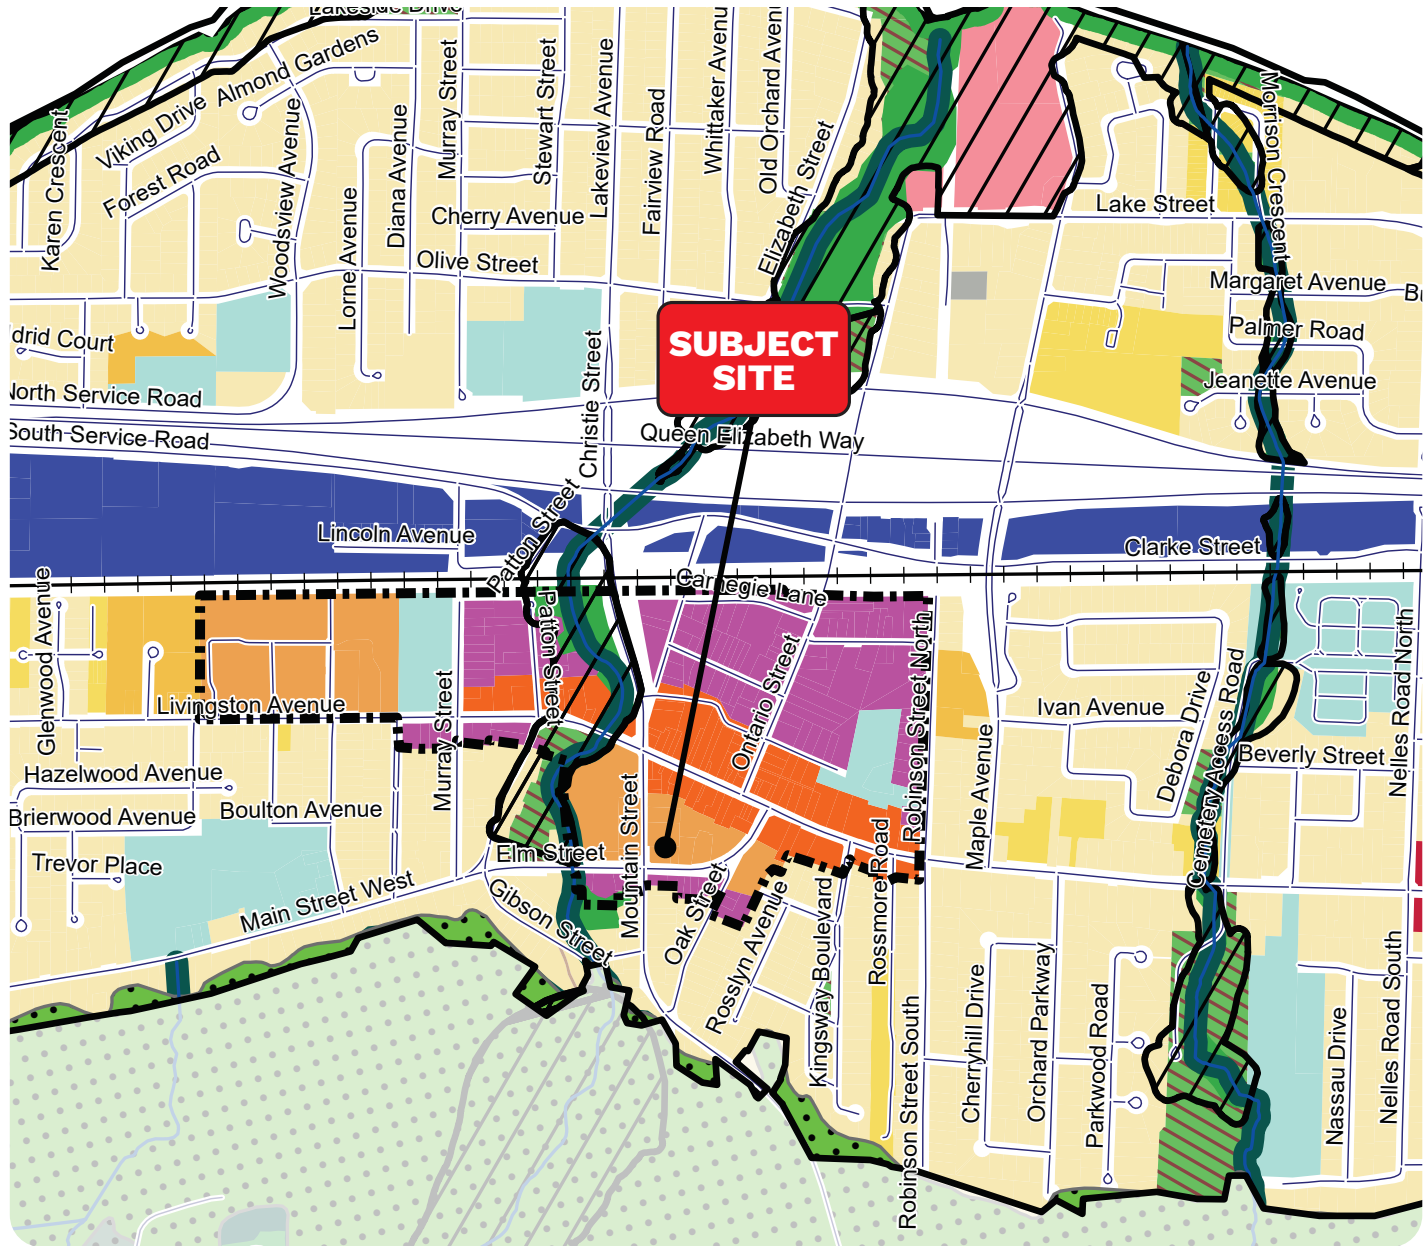 Lakeside Drive
Almond Gardens
Viking Drive
Forest Road
Karen Crescent
Woodsview Avenue
Lorne Avenue
Diana Avenue
Murray Street
Stewart Street
Lakeview Avenue
Fairview Road
Whittaker Avenu
Old Orchard Avenu
Elizabeth Street
Cherry Avenue
Olive Street
Morrison Crescent
Lake Street
Margaret Avenue
Bu
Palmer Road
Jeanette Avenue
drid Court
North Service Road
South Service Road
Christie Street
SUBJECT
SITE
Queen Elizabeth Way
Lincoln Avenue
Patton Street
Clarke Street
Carnegie Lane
Glenwood Avenue
Livingston Avenue
Murray Street
Patton Street
Ontario Street
Robinson Street North
Ivan Avenue
Debora Drive
Cemetery Access Road
Beverly Street
Nelles Road North
Hazelwood Avenue
Brierwood Avenue
Boulton Avenue
Trevor Place
Main Street West
Elm Street
Gibson Street
Mountain Street
Oak Street
Rosslyn Avenue
Kingsway Boulevard
Rossmore Road
Maple Avenue
Robinson Street South
Cherryhill Drive
Orchard Parkway
Parkwood Road
Nassau Drive
Nelles Road South